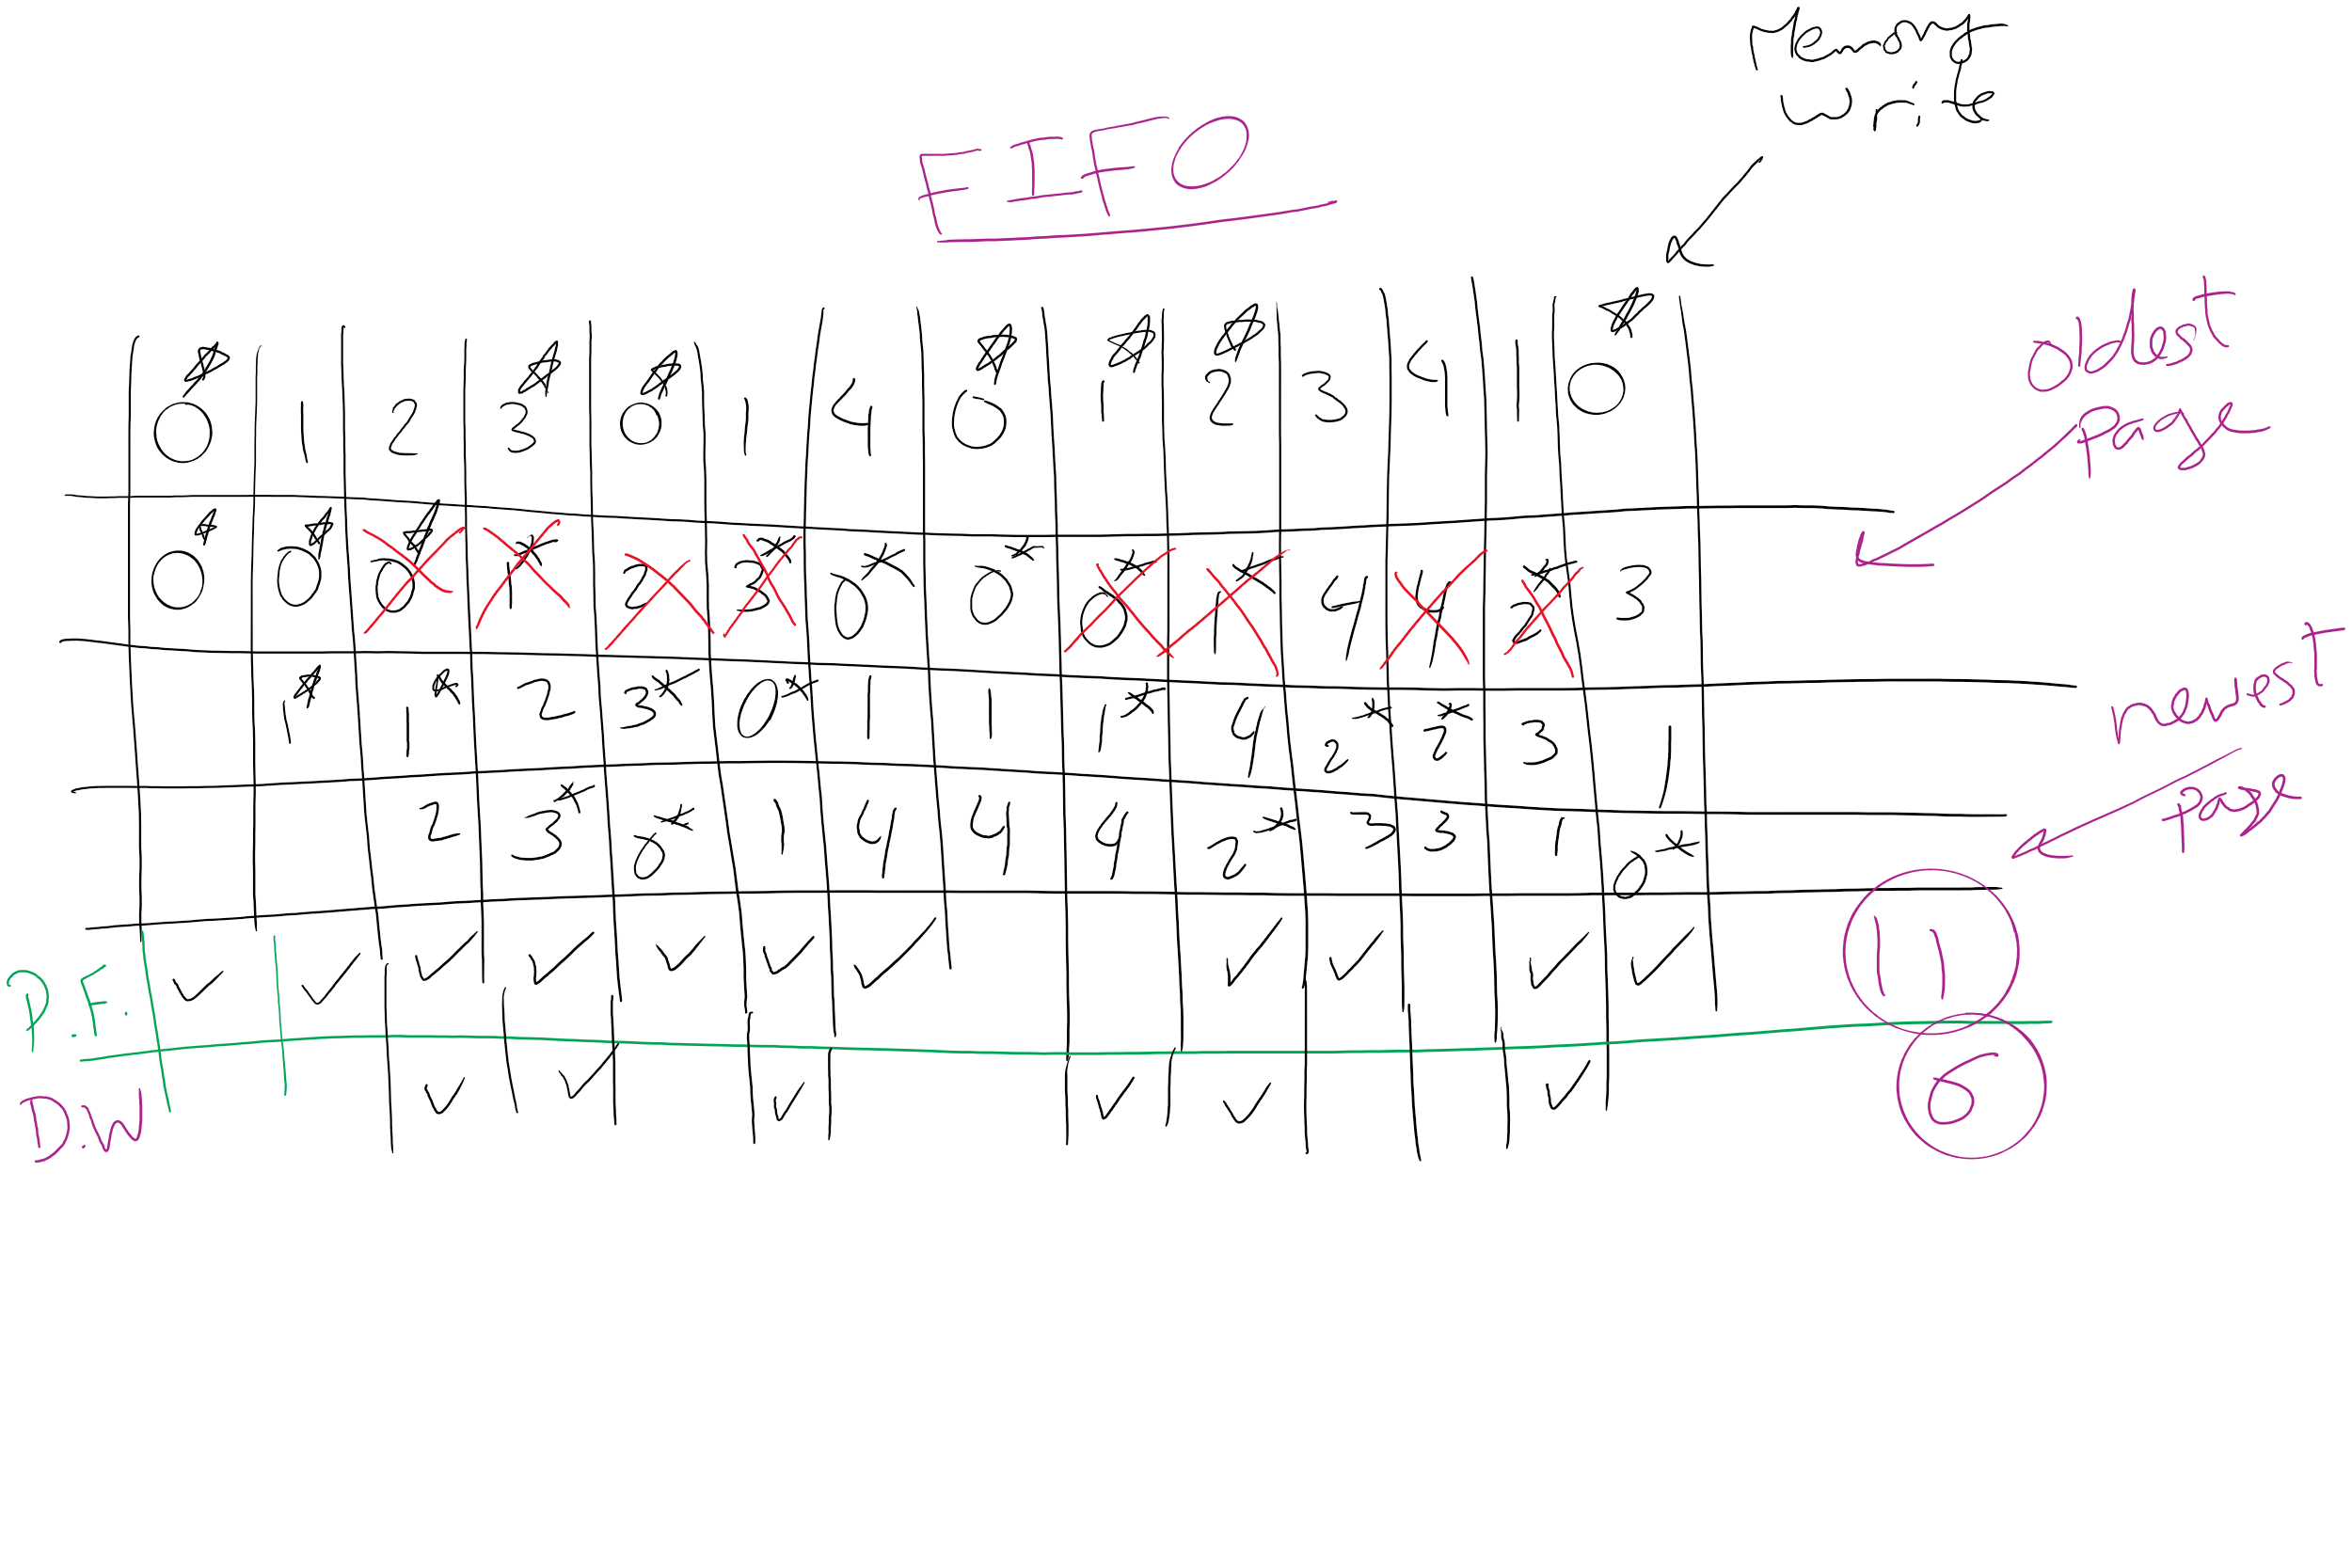 Memory
Write
FIFO
oldest
page
0* 1 2 3* 0* 1 4 0* 1* 2* 3 4 1 0*
0* 0* 0* 1* 2 3* 0* 0* 0* 1* 4 4 2* 3
1* 1* 2 3* 0* 1 1 1* 4 2* 2* 3 1
newest
page
2 3* 0* 1 4 4 4 2* 3 3 1 0*
P.F. ✓ ✓ ✓ ✓ ✓ ✓ ✓ ✓ ✓ ✓ ✓ 11
D.W ✓ ✓ ✓ ✓ ✓ ✓ 6